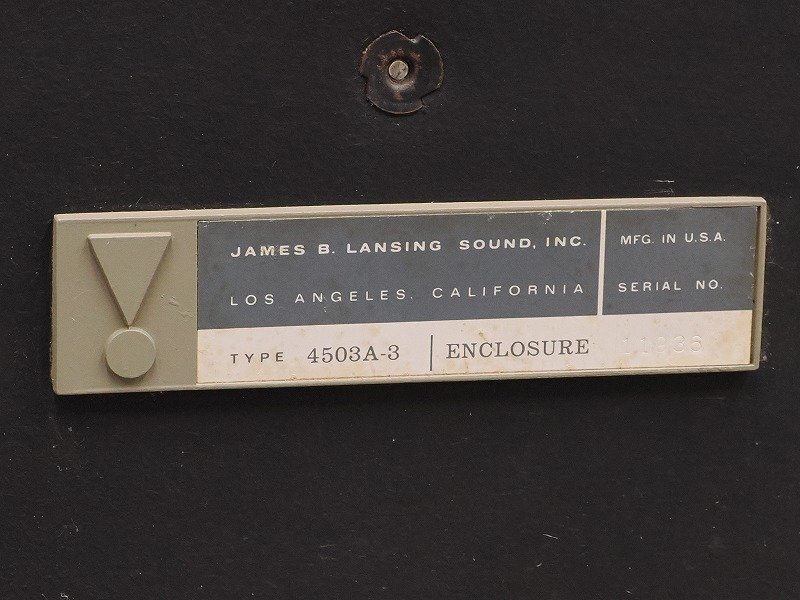 JAMES B. LANSING SOUND, INC.
LOS ANGELES, CALIFORNIA
MFG. IN U.S.A.
SERIAL NO.
TYPE 4503A-3 | ENCLOSURE